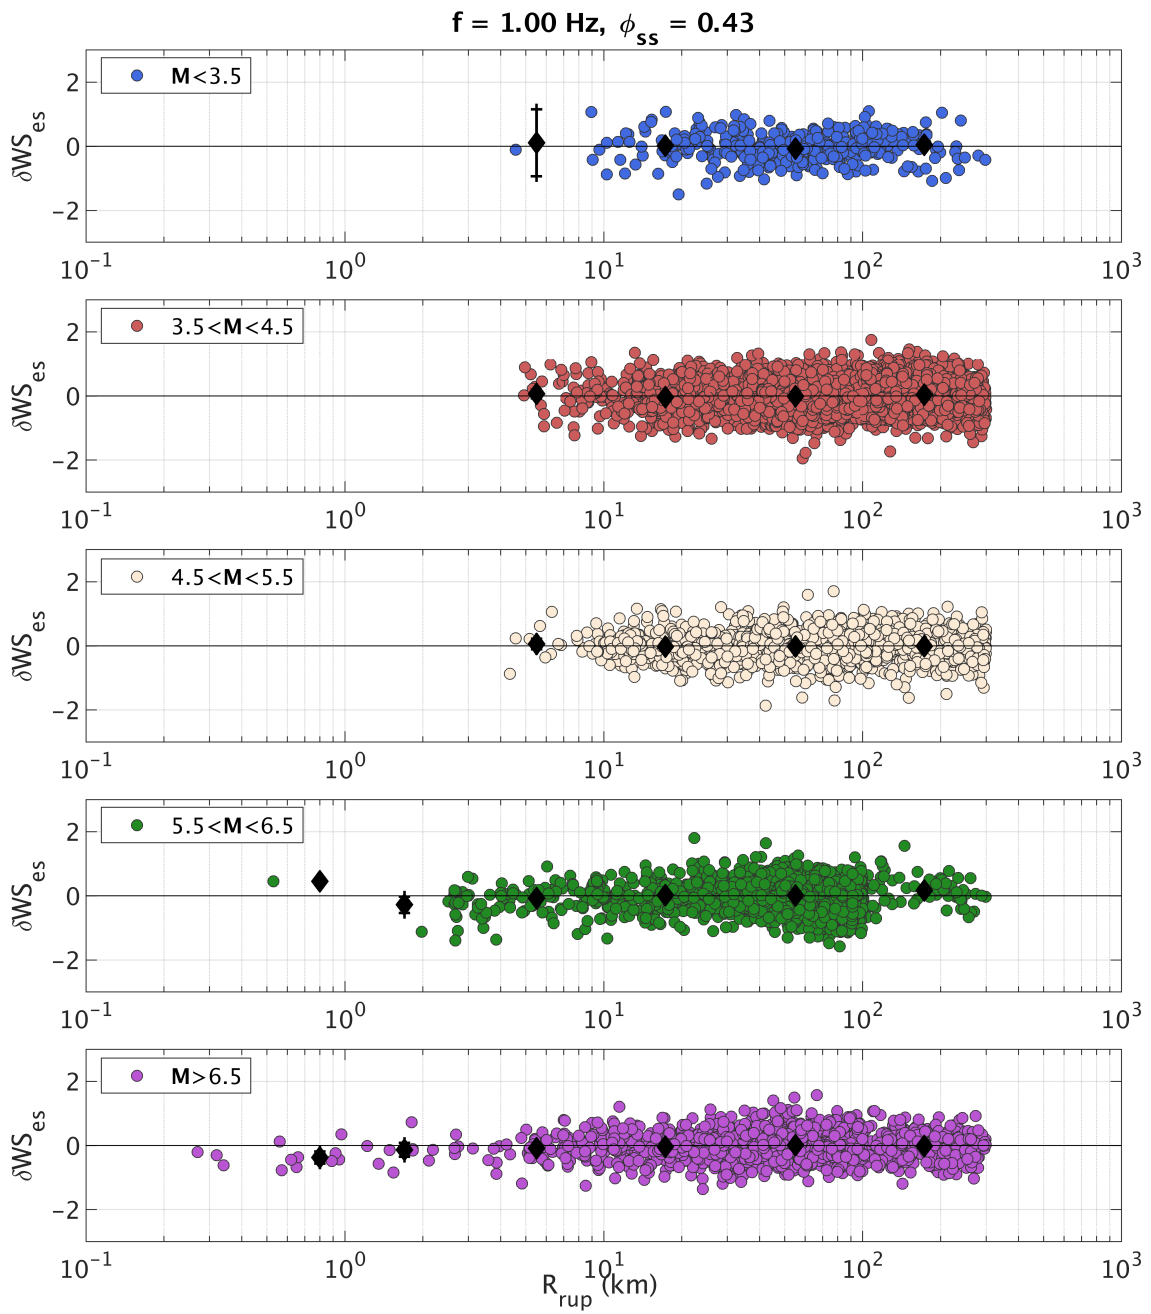 f = 1.00 Hz, ϕss = 0.43
M<3.5
δWSes
2
0
−2
10⁻¹ 10⁰ 10¹ 10² 10³
3.5<M<4.5
δWSes
2
0
−2
10⁻¹ 10⁰ 10¹ 10² 10³
4.5<M<5.5
δWSes
2
0
−2
10⁻¹ 10⁰ 10¹ 10² 10³
5.5<M<6.5
δWSes
2
0
−2
10⁻¹ 10⁰ 10¹ 10² 10³
M>6.5
δWSes
2
0
−2
10⁻¹ 10⁰ 10¹ 10² 10³
Rrup (km)